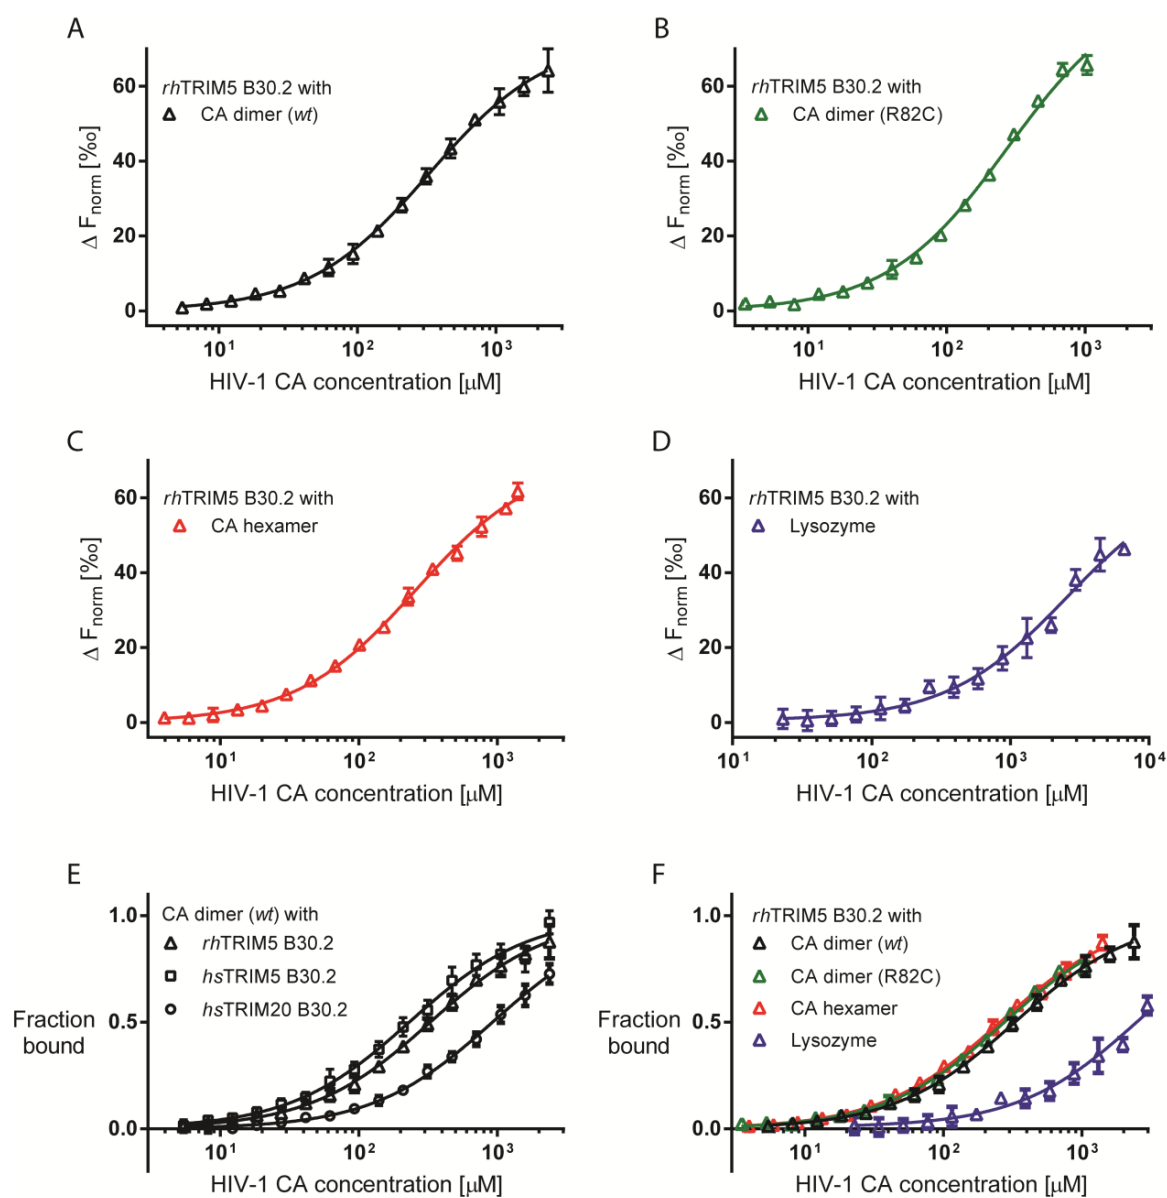 A
60
40
20
0
Δ Fnorm [‰]
rhTRIM5 B30.2 with
CA dimer (wt)
10¹ 10² 10³
HIV-1 CA concentration [μM]
B
60
40
20
0
Δ Fnorm [‰]
rhTRIM5 B30.2 with
CA dimer (R82C)
10¹ 10² 10³
HIV-1 CA concentration [μM]
C
60
40
20
0
Δ Fnorm [‰]
rhTRIM5 B30.2 with
CA hexamer
10¹ 10² 10³
HIV-1 CA concentration [μM]
D
60
40
20
0
Δ Fnorm [‰]
rhTRIM5 B30.2 with
Lysozyme
10¹ 10² 10³ 10⁴
HIV-1 CA concentration [μM]
E
1.0
0.5
0.0
Fraction
bound
CA dimer (wt) with
rhTRIM5 B30.2
hsTRIM5 B30.2
hsTRIM20 B30.2
10¹ 10² 10³
HIV-1 CA concentration [μM]
F
1.0
0.5
0.0
Fraction
bound
rhTRIM5 B30.2 with
CA dimer (wt)
CA dimer (R82C)
CA hexamer
Lysozyme
10¹ 10² 10³
HIV-1 CA concentration [μM]